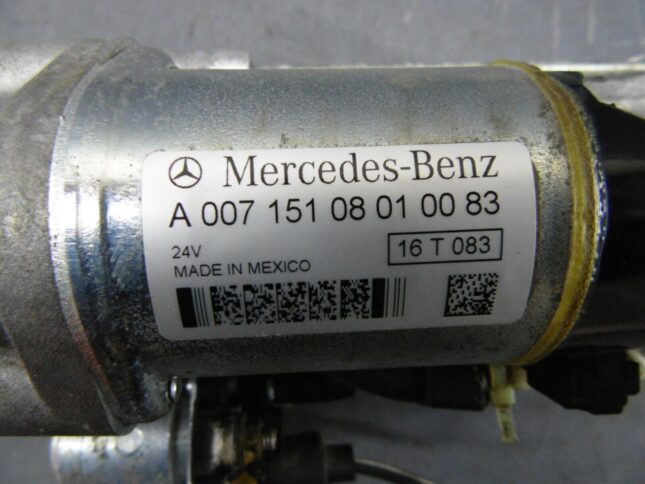 Mercedes-Benz
A 007 151 08 01 00 83
24V
16 T 083
MADE IN MEXICO